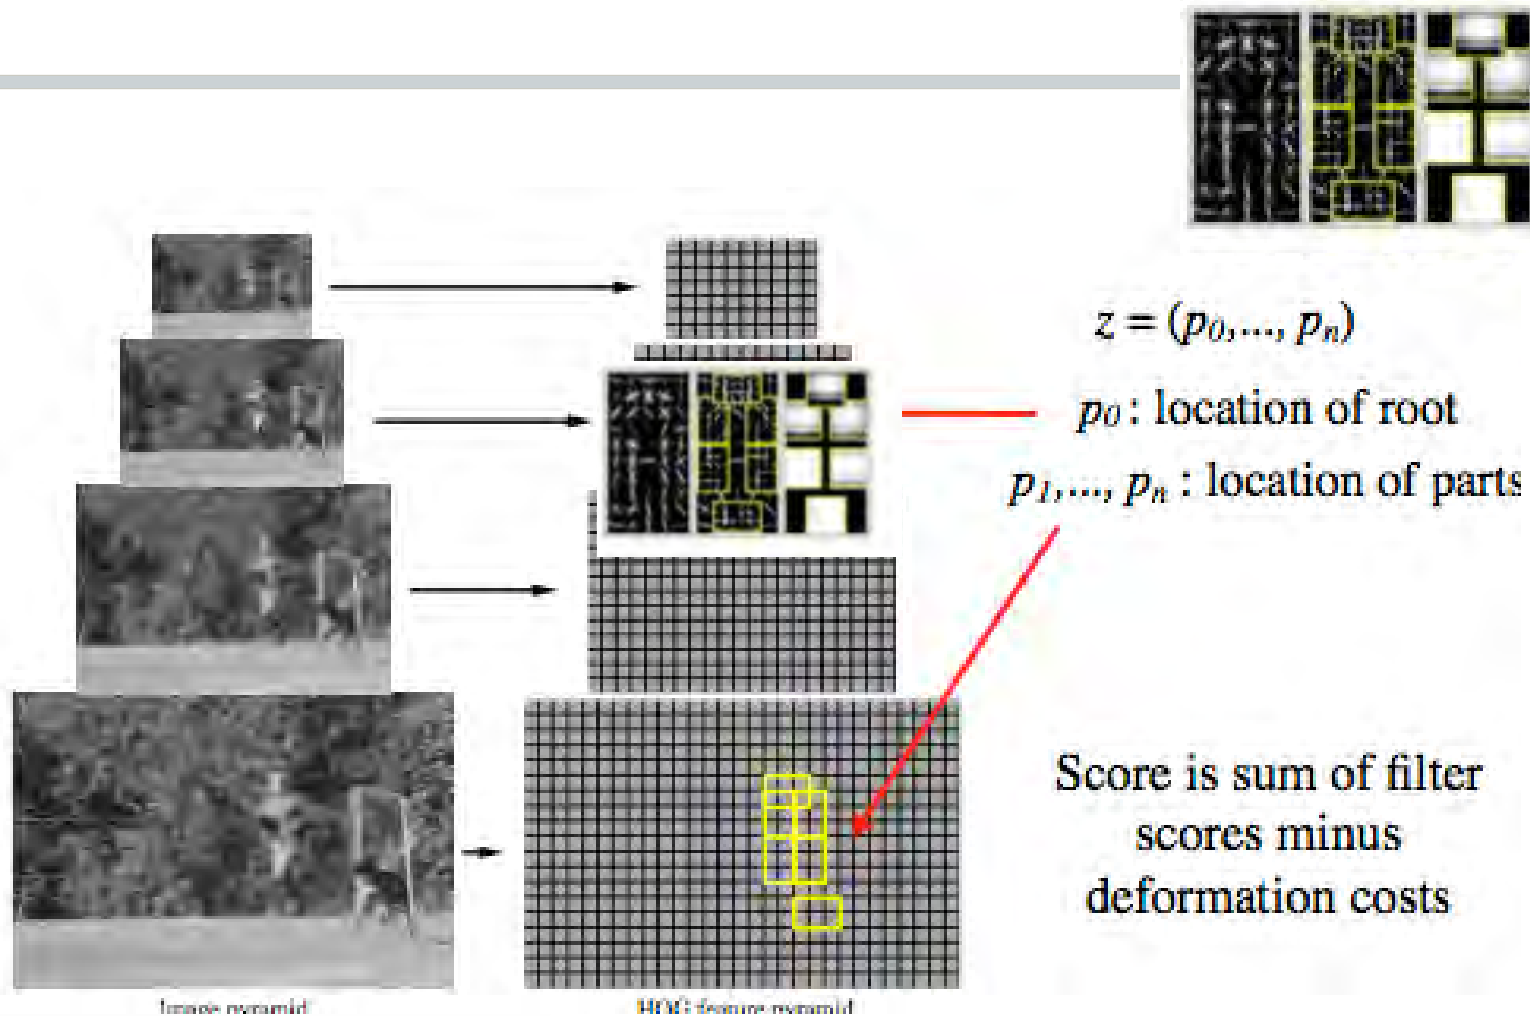 z = (p₀,..., pₙ)
p₀ : location of root
p₁,..., pₙ : location of parts
Score is sum of filter
scores minus
deformation costs
Image pyramid
HOG feature pyramid